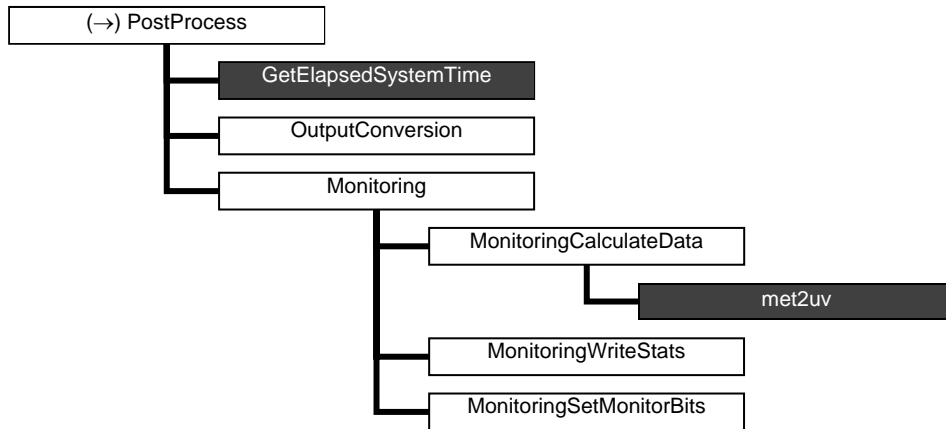 (→) PostProcess
GetElapsedSystemTime
OutputConversion
Monitoring
MonitoringCalculateData
met2uv
MonitoringWriteStats
MonitoringSetMonitorBits